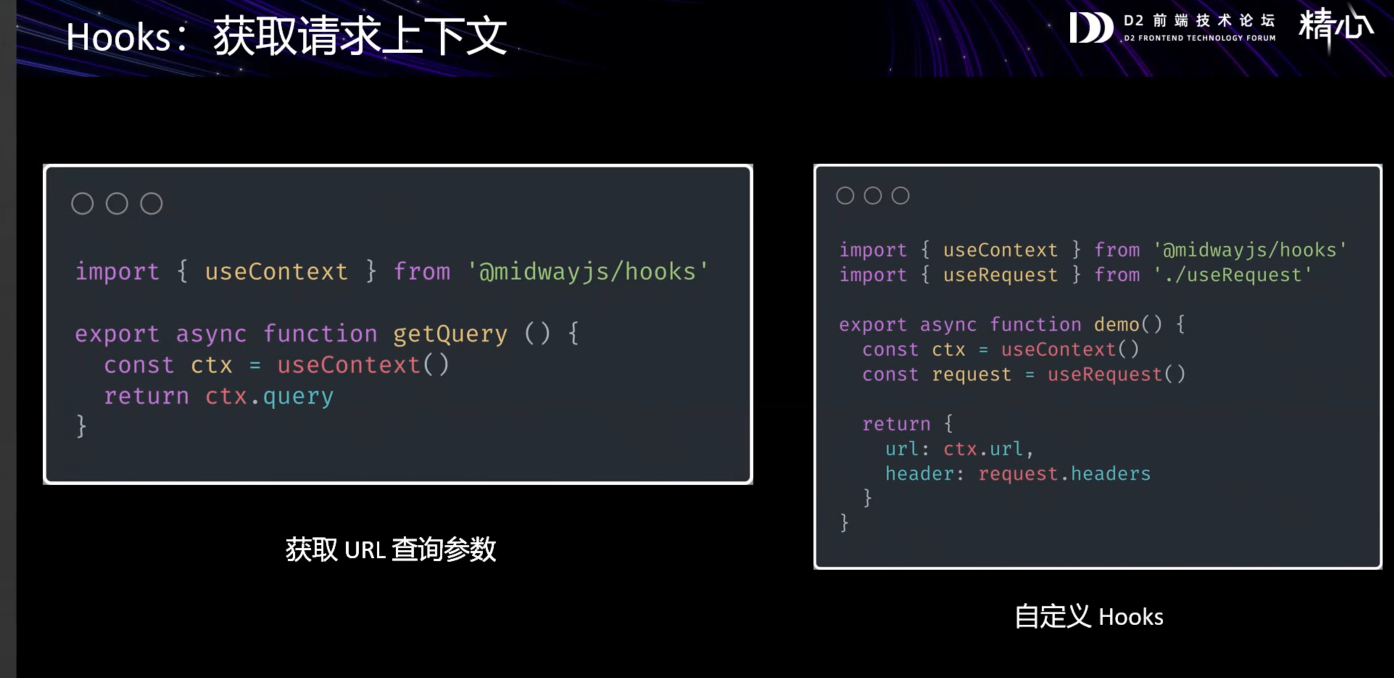 Hooks：获取请求上下文
D2 前端技术论坛
D2 FRONTEND TECHNOLOGY FORUM
精心
import { useContext } from '@midwayjs/hooks'
export async function getQuery () {
  const ctx = useContext()
  return ctx.query
}
获取 URL 查询参数
import { useContext } from '@midwayjs/hooks'
import { useRequest } from './useRequest'
export async function demo() {
  const ctx = useContext()
  const request = useRequest()
  return {
    url: ctx.url,
    header: request.headers
  }
}
自定义 Hooks